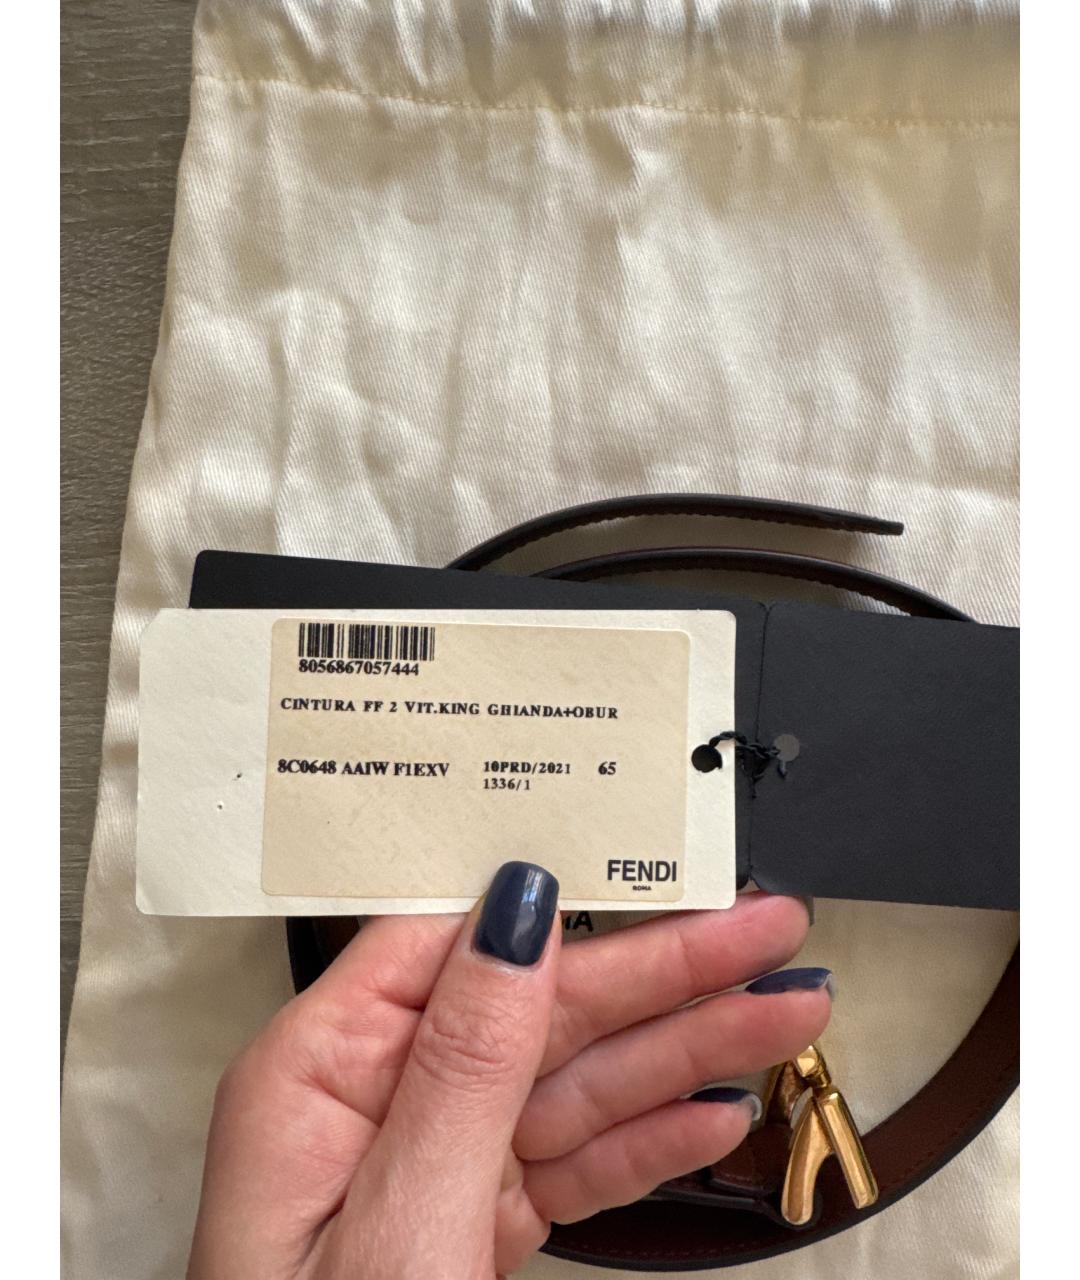 8056867057444
CINTURA FF 2 VIT.KING GHIANDA+OBUR
8C0648 AAIW F1EXV 10PRD/2021 65
1336/1
FENDI
ROMA